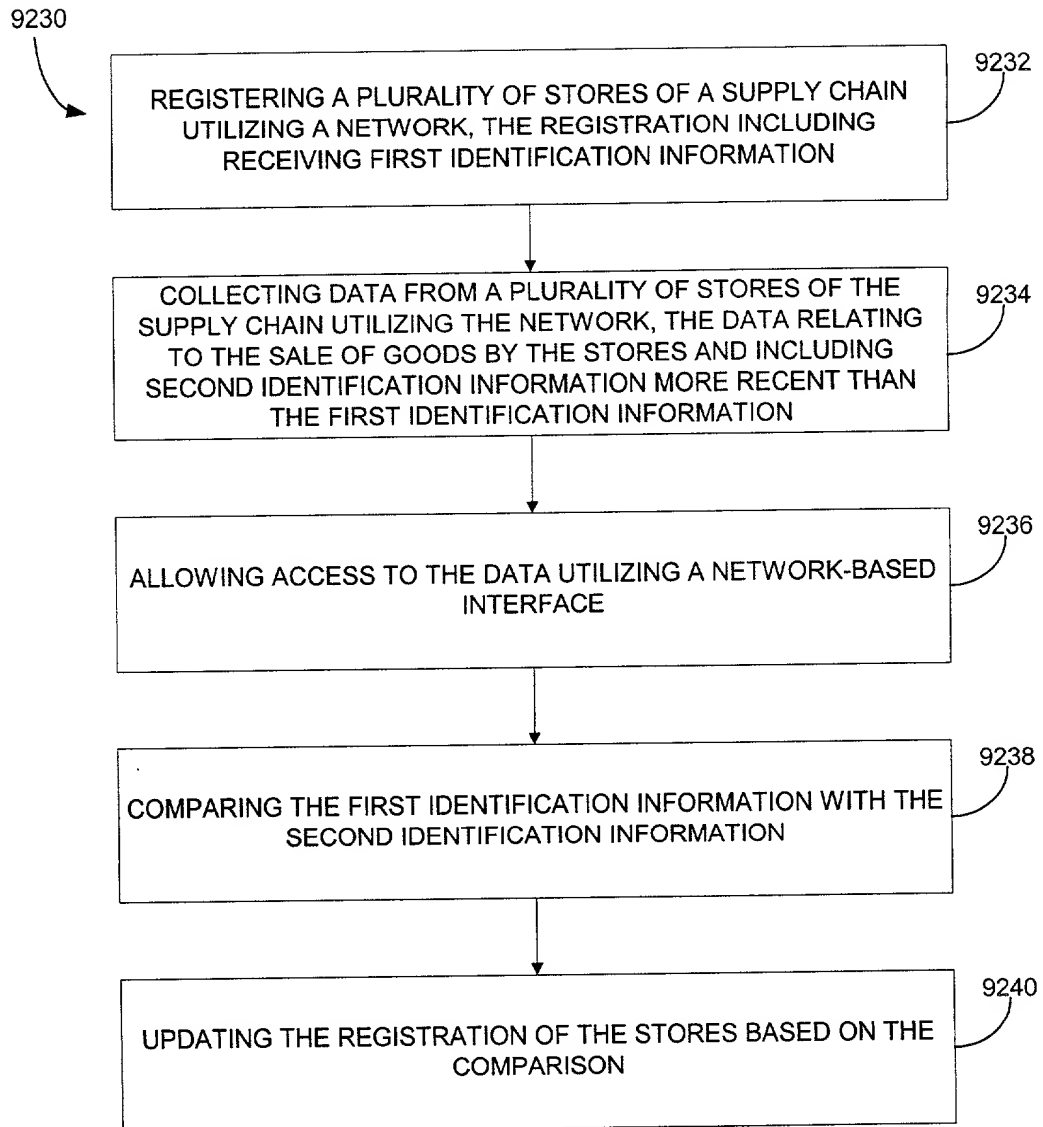 9230
9232
REGISTERING A PLURALITY OF STORES OF A SUPPLY CHAIN
UTILIZING A NETWORK, THE REGISTRATION INCLUDING
RECEIVING FIRST IDENTIFICATION INFORMATION
9234
COLLECTING DATA FROM A PLURALITY OF STORES OF THE
SUPPLY CHAIN UTILIZING THE NETWORK, THE DATA RELATING
TO THE SALE OF GOODS BY THE STORES AND INCLUDING
SECOND IDENTIFICATION INFORMATION MORE RECENT THAN
THE FIRST IDENTIFICATION INFORMATION
9236
ALLOWING ACCESS TO THE DATA UTILIZING A NETWORK-BASED
INTERFACE
9238
COMPARING THE FIRST IDENTIFICATION INFORMATION WITH THE
SECOND IDENTIFICATION INFORMATION
9240
UPDATING THE REGISTRATION OF THE STORES BASED ON THE
COMPARISON